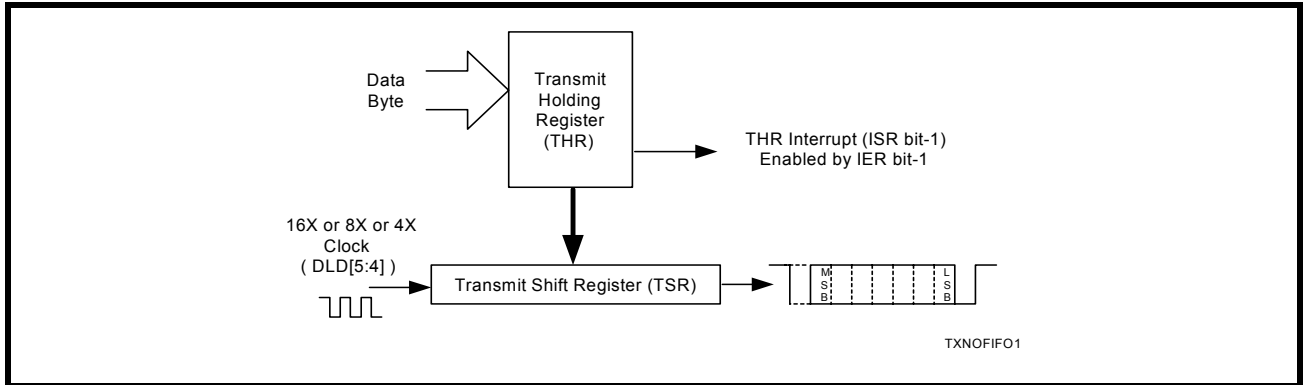 Data
Byte
Transmit
Holding
Register
(THR)
THR Interrupt (ISR bit-1)
Enabled by IER bit-1
16X or 8X or 4X
Clock
( DLD[5:4] )
Transmit Shift Register (TSR)
M
S
B
L
S
B
TXNOFIFO1